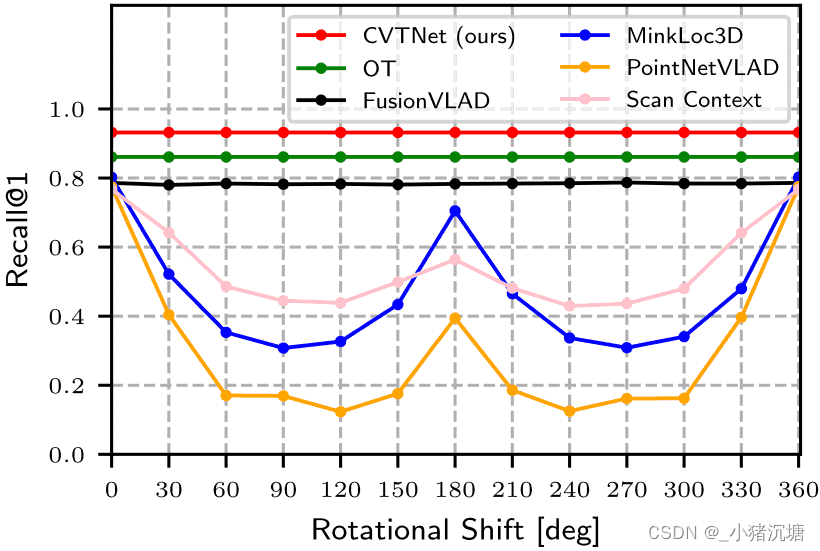 CVTNet (ours)
OT
FusionVLAD
MinkLoc3D
PointNetVLAD
Scan Context
Recall@1
1.0
0.8
0.6
0.4
0.2
0.0
0 30 60 90 120 150 180 210 240 270 300 330 360
Rotational Shift [deg]
CSDN @_小猪沉塘